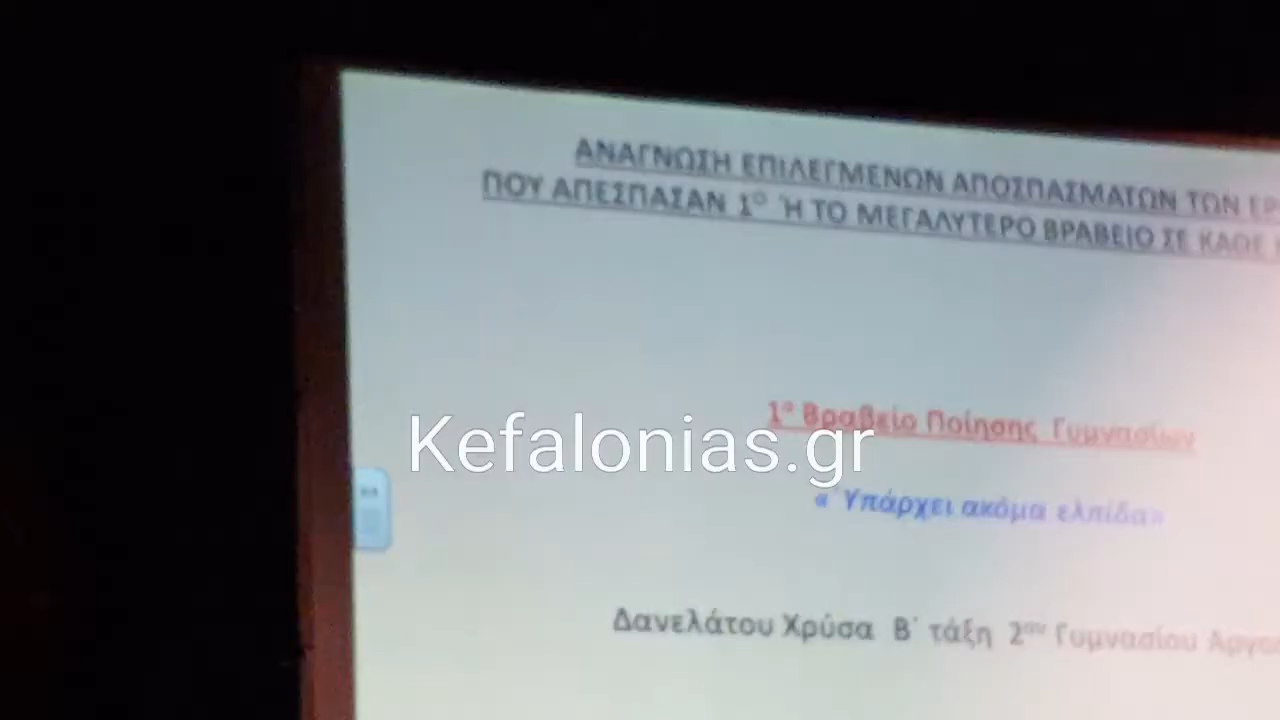 ΑΝΑΓΝΩΣΗ ΕΠΙΛΕΓΜΕΝΩΝ ΑΠΟΣΠΑΣΜΑΤΩΝ ΤΩΝ
ΠΟΥ ΑΠΕΣΠΑΣΑΝ 1ο Ή ΤΟ ΜΕΓΑΛΥΤΕΡΟ ΒΡΑΒΕΙΟ ΣΕ ΚΑΘΕ
1ο Βραβείο Ποίησης Γυμνασίων
Kefalonias.gr
«Υπάρχει ακόμα ελπίδα»
Δανελάτου Χρύσα Β΄ τάξη 2ου Γυμνασίου